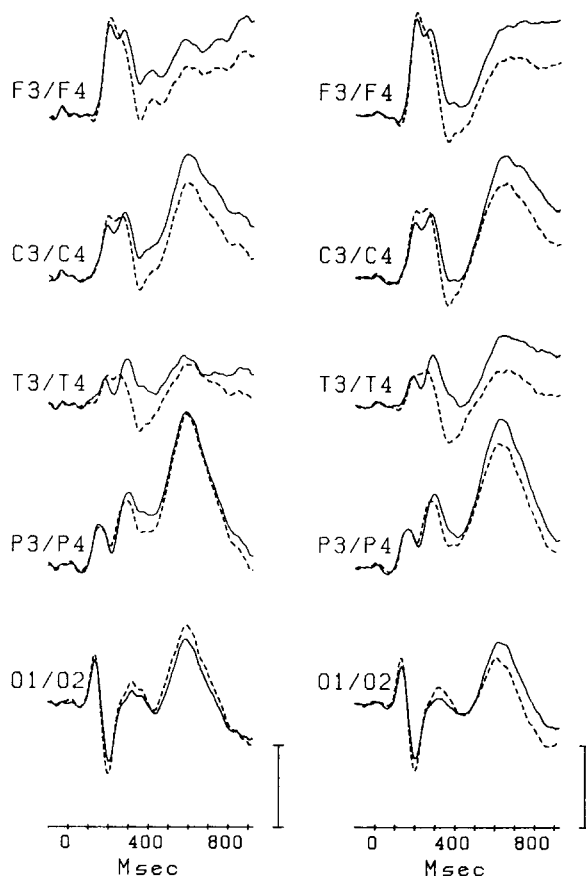 F3/F4
F3/F4
C3/C4
C3/C4
T3/T4
T3/T4
P3/P4
P3/P4
O1/O2
O1/O2
0 400 800
0 400 800
Msec
Msec